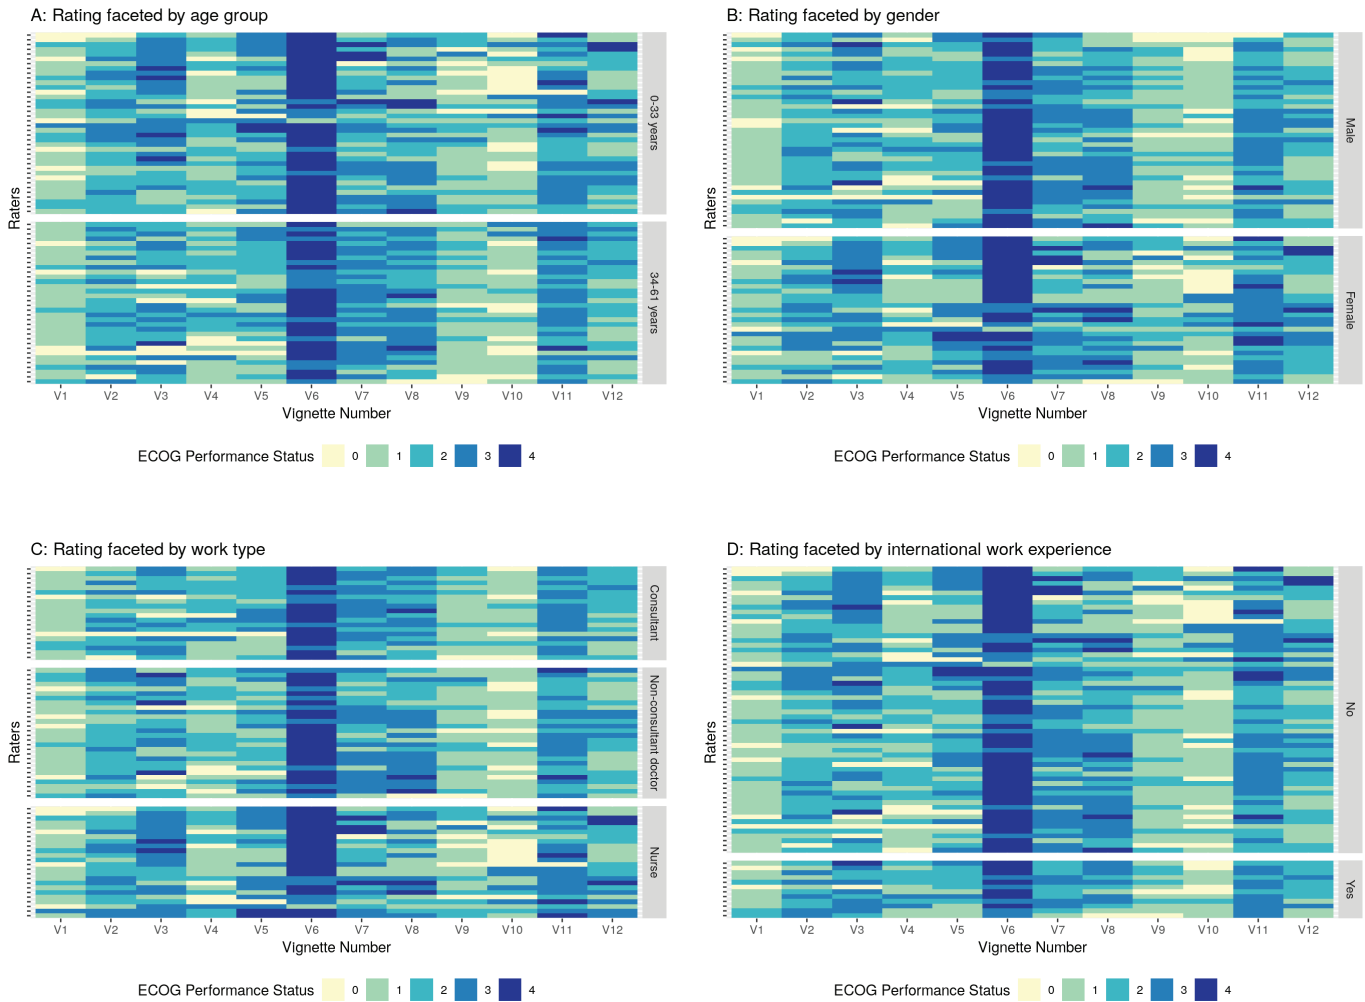 A: Rating faceted by age group
Raters
0-33 years
34-61 years
V1 V2 V3 V4 V5 V6 V7 V8 V9 V10 V11 V12
Vignette Number
ECOG Performance Status 0 1 2 3 4
B: Rating faceted by gender
Raters
Male
Female
V1 V2 V3 V4 V5 V6 V7 V8 V9 V10 V11 V12
Vignette Number
ECOG Performance Status 0 1 2 3 4
C: Rating faceted by work type
Raters
Consultant
Non-consultant doctor
Nurse
V1 V2 V3 V4 V5 V6 V7 V8 V9 V10 V11 V12
Vignette Number
ECOG Performance Status 0 1 2 3 4
D: Rating faceted by international work experience
Raters
No
Yes
V1 V2 V3 V4 V5 V6 V7 V8 V9 V10 V11 V12
Vignette Number
ECOG Performance Status 0 1 2 3 4